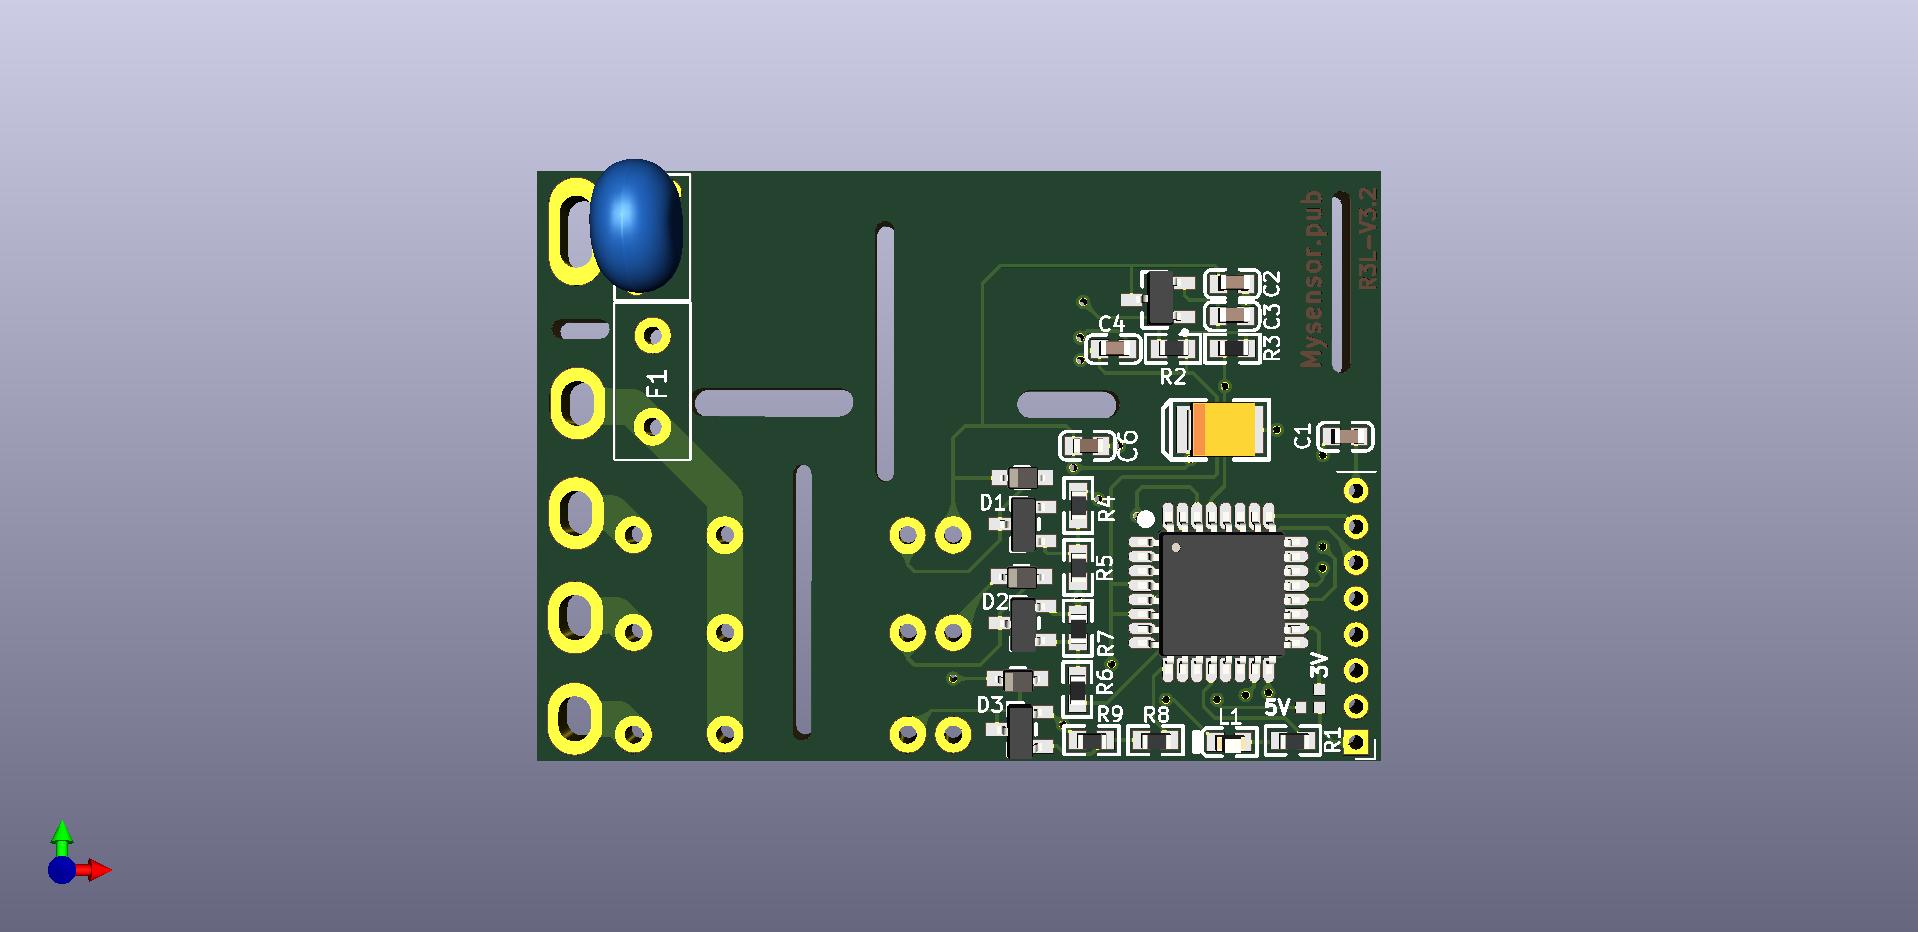 Mysensor.pub
R3L-V3.2
C2
C3
C4
R3
R2
F1
C1
C6
D1
R4
R5
D2
R7
3V
R6
D3
5V
R9
R8
L1
R1